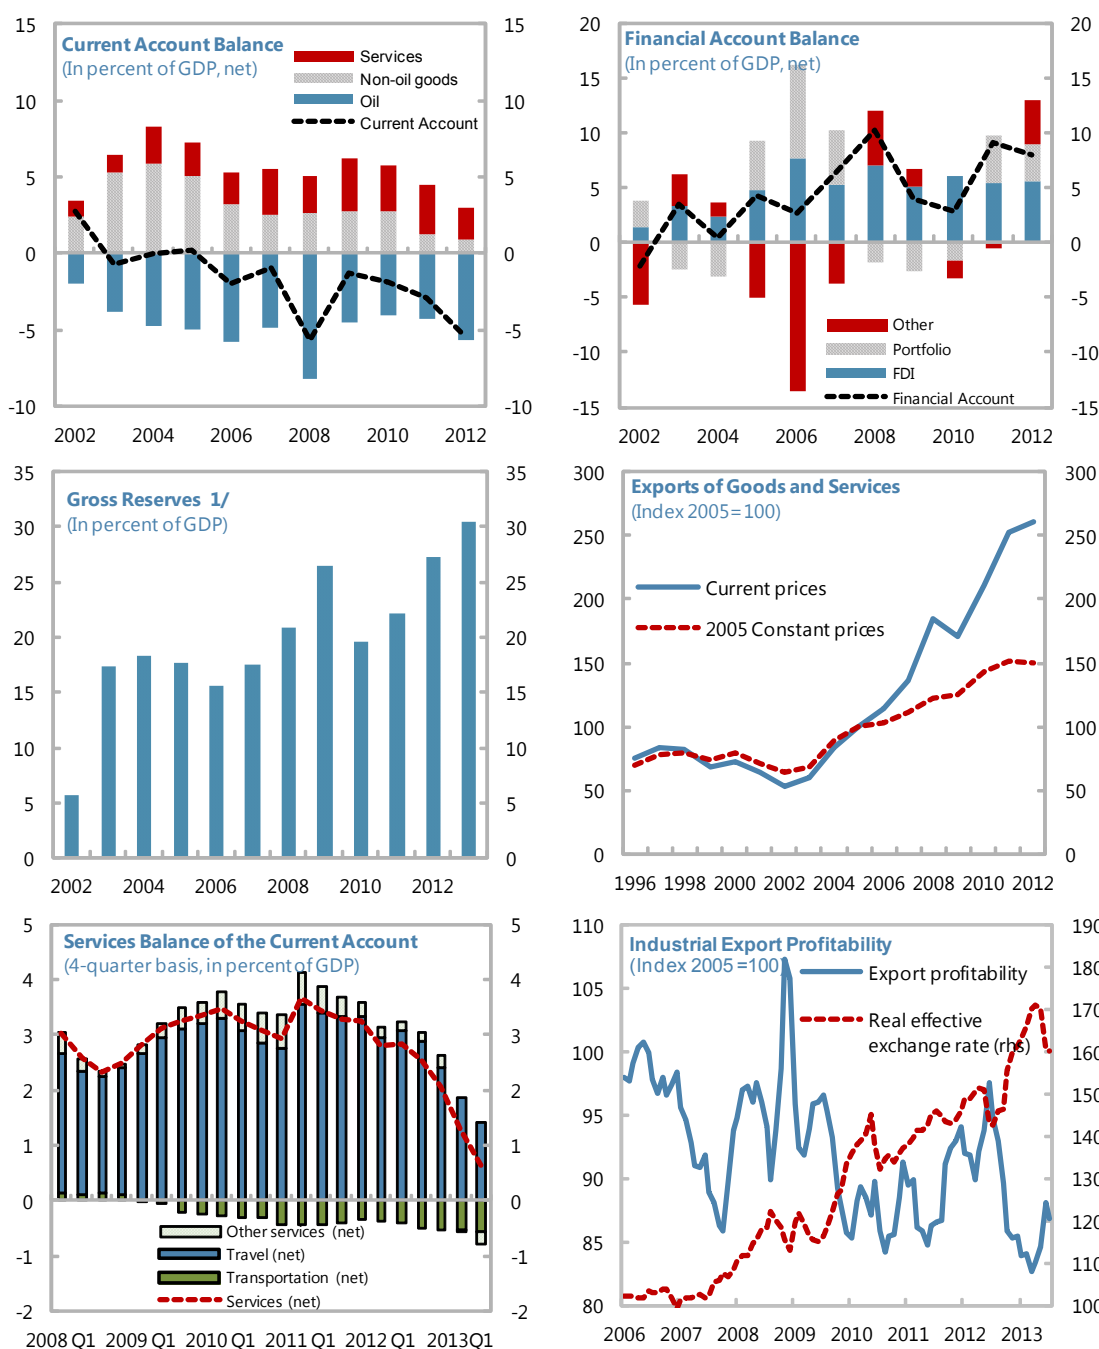 Current Account Balance
(In percent of GDP, net)
Services
Non-oil goods
Oil
Current Account
15
10
5
0
-5
-10
15
10
5
0
-5
-10
2002 2004 2006 2008 2010 2012
Financial Account Balance
(In percent of GDP, net)
20
15
10
5
0
-5
-10
-15
20
15
10
5
0
-5
-10
-15
Other
Portfolio
FDI
Financial Account
2002 2004 2006 2008 2010 2012
Gross Reserves 1/
(In percent of GDP)
35
30
25
20
15
10
5
0
35
30
25
20
15
10
5
0
2002 2004 2006 2008 2010 2012
Exports of Goods and Services
(Index 2005=100)
Current prices
2005 Constant prices
300
250
200
150
100
50
0
300
250
200
150
100
50
0
1996 1998 2000 2002 2004 2006 2008 2010 2012
Services Balance of the Current Account
(4-quarter basis, in percent of GDP)
5
4
3
2
1
0
-1
-2
5
4
3
2
1
0
-1
-2
Other services (net)
Travel (net)
Transportation (net)
Services (net)
2008 Q1 2009 Q1 2010 Q1 2011 Q1 2012 Q1 2013 Q1
Industrial Export Profitability
(Index 2005 =100)
Export profitability
Real effective
exchange rate (rhs)
110
105
100
95
90
85
80
190
180
170
160
150
140
130
120
110
100
2006 2007 2008 2009 2010 2011 2012 2013